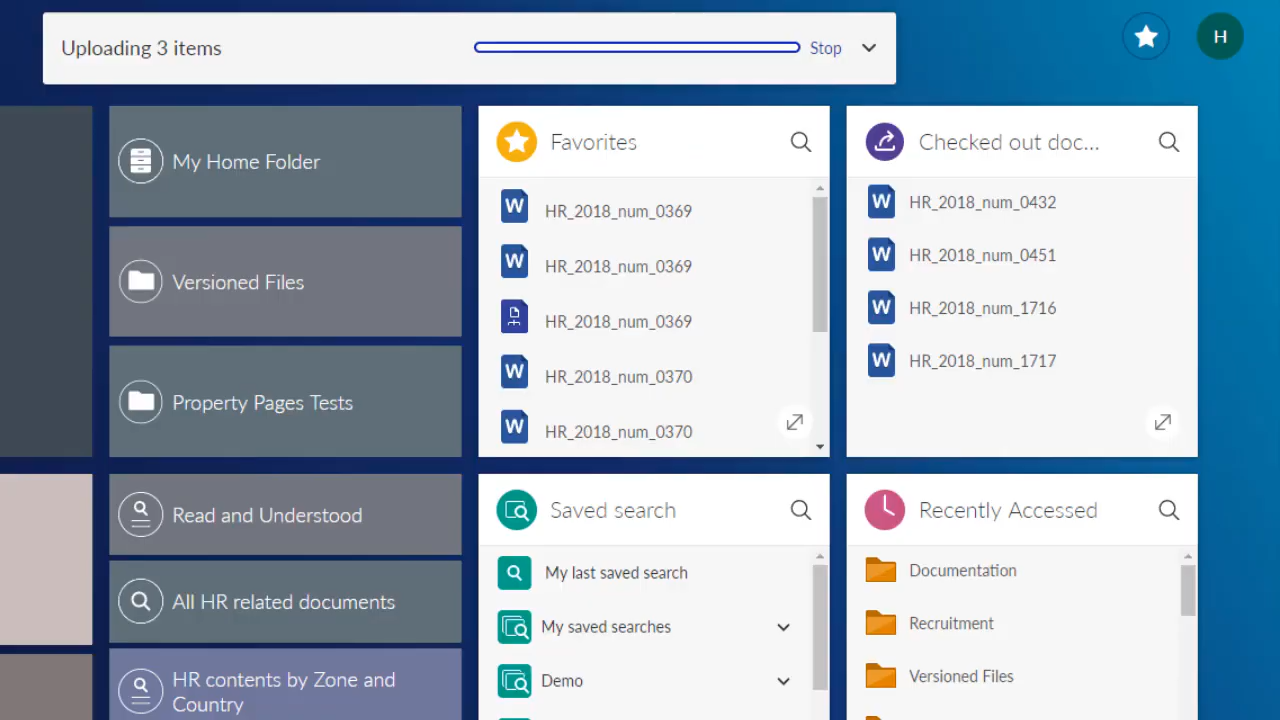 Uploading 3 items
Stop
H
My Home Folder
Versioned Files
Property Pages Tests
Read and Understood
All HR related documents
HR contents by Zone and
Country
Favorites
HR_2018_num_0369
HR_2018_num_0369
HR_2018_num_0369
HR_2018_num_0370
HR_2018_num_0370
Checked out doc...
HR_2018_num_0432
HR_2018_num_0451
HR_2018_num_1716
HR_2018_num_1717
Saved search
My last saved search
My saved searches
Demo
Recently Accessed
Documentation
Recruitment
Versioned Files